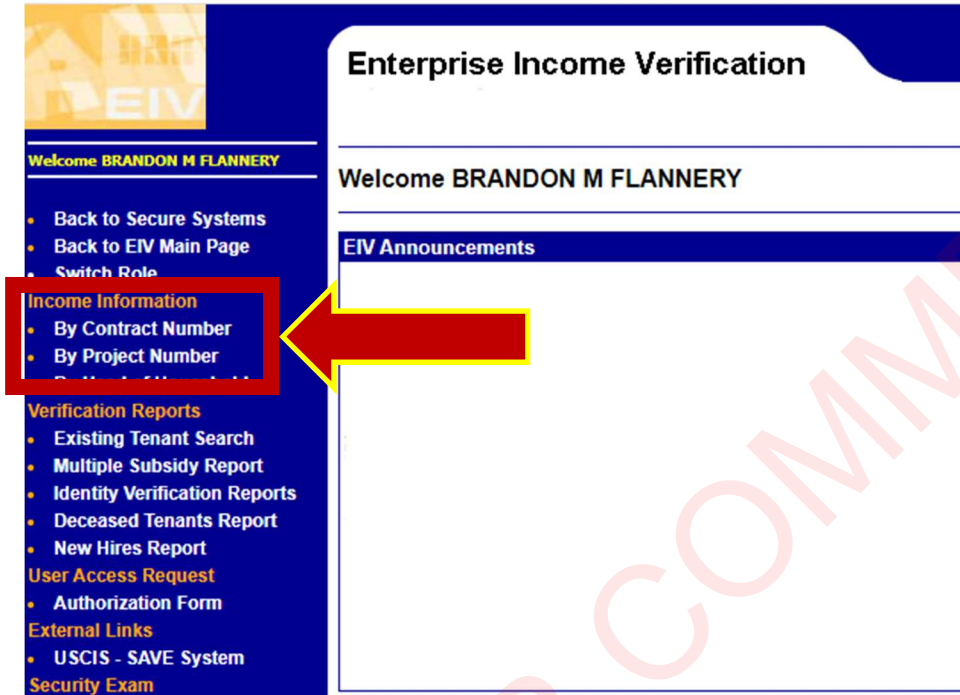 EIV
Enterprise Income Verification
Welcome BRANDON M FLANNERY
Welcome BRANDON M FLANNERY
• Back to Secure Systems
• Back to EIV Main Page
• Switch Role
Income Information
• By Contract Number
• By Project Number
Verification Reports
• Existing Tenant Search
• Multiple Subsidy Report
• Identity Verification Reports
• Deceased Tenants Report
• New Hires Report
User Access Request
• Authorization Form
External Links
• USCIS - SAVE System
Security Exam
EIV Announcements